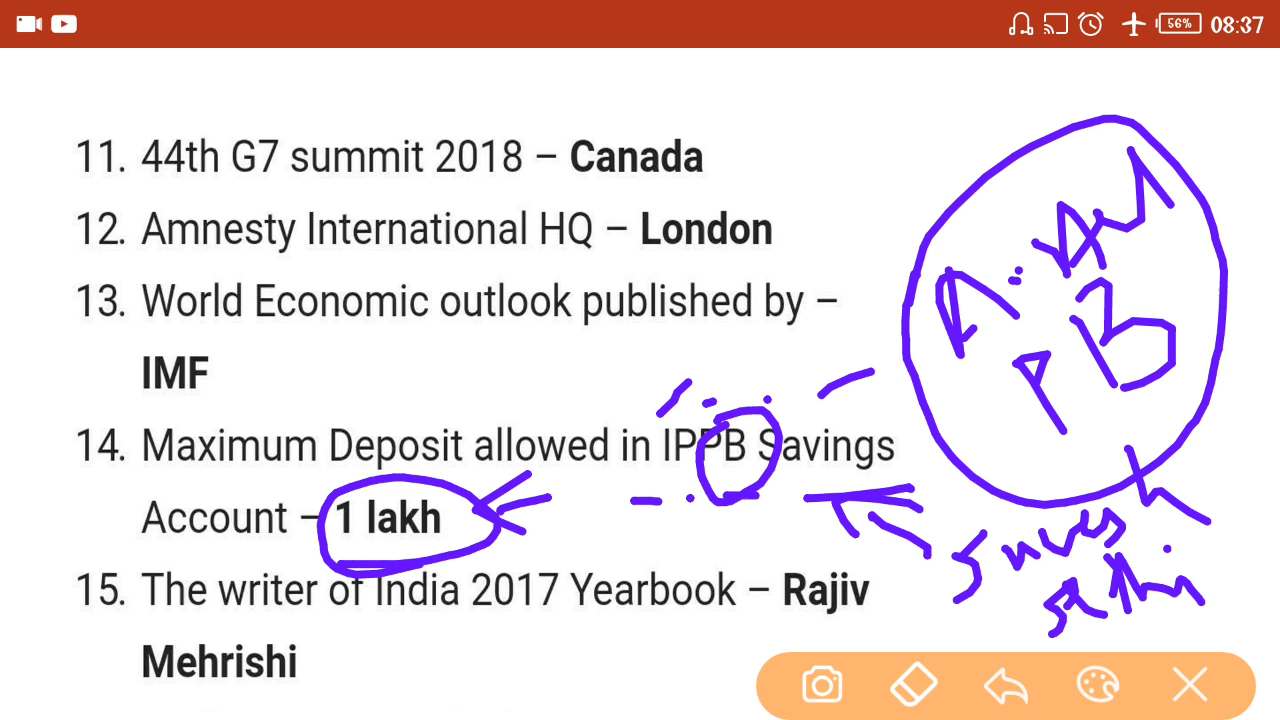 56% 08:37
11. 44th G7 summit 2018 – Canada
12. Amnesty International HQ – London
13. World Economic outlook published by –
IMF
14. Maximum Deposit allowed in IPPB Savings
Account – 1 lakh
15. The writer of India 2017 Yearbook – Rajiv
Mehrishi
PB